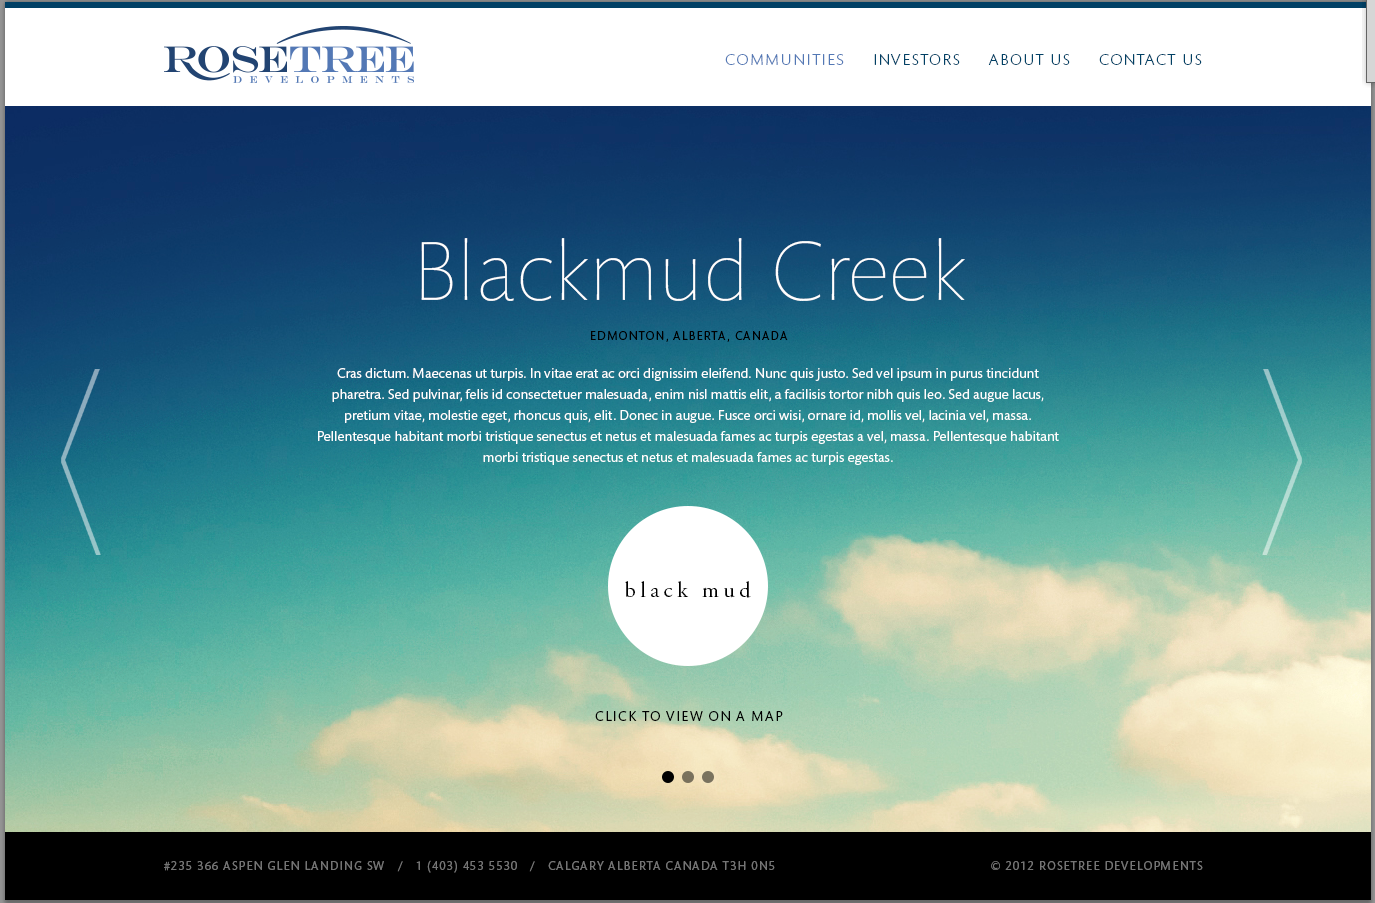 ROSETREE
DEVELOPMENTS
COMMUNITIES INVESTORS ABOUT US CONTACT US
Blackmud Creek
EDMONTON, ALBERTA, CANADA
Cras dictum. Maecenas ut turpis. In vitae erat ac orci dignissim eleifend. Nunc quis justo. Sed vel ipsum in purus tincidunt
pharetra. Sed pulvinar, felis id consectetuer malesuada, enim nisl mattis elit, a facilisis tortor nibh quis leo. Sed augue lacus,
pretium vitae, molestie eget, rhoncus quis, elit. Donec in augue. Fusce orci wisi, ornare id, mollis vel, lacinia vel, massa.
Pellentesque habitant morbi tristique senectus et netus et malesuada fames ac turpis egestas a vel, massa. Pellentesque habitant
morbi tristique senectus et netus et malesuada fames ac turpis egestas.
black mud
CLICK TO VIEW ON A MAP
#235 366 ASPEN GLEN LANDING SW / 1 (403) 453 5530 / CALGARY ALBERTA CANADA T3H 0N5 © 2012 ROSETREE DEVELOPMENTS